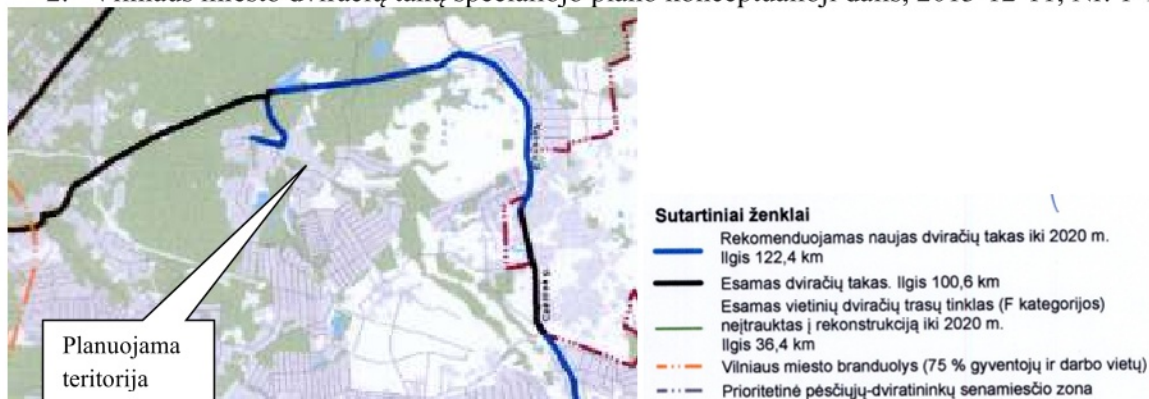 2. Vilniaus miesto dviračių takų specialiojo plano konceptualioji dalis, 2013-12-11, Nr. 1-
Planuojama
teritorija
Sutartiniai ženklai
Rekomenduojamas naujas dviračių takas iki 2020 m.
Ilgis 122,4 km
Esamas dviračių takas. Ilgis 100,6 km
Esamas vietinių dviračių trasų tinklas (F kategorijos)
neįtrauktas į rekonstrukciją iki 2020 m.
Ilgis 36,4 km
Vilniaus miesto branduolys (75 % gyventojų ir darbo vietų)
Prioritetinė pėsčiųjų-dviratininkų senamiesčio zona